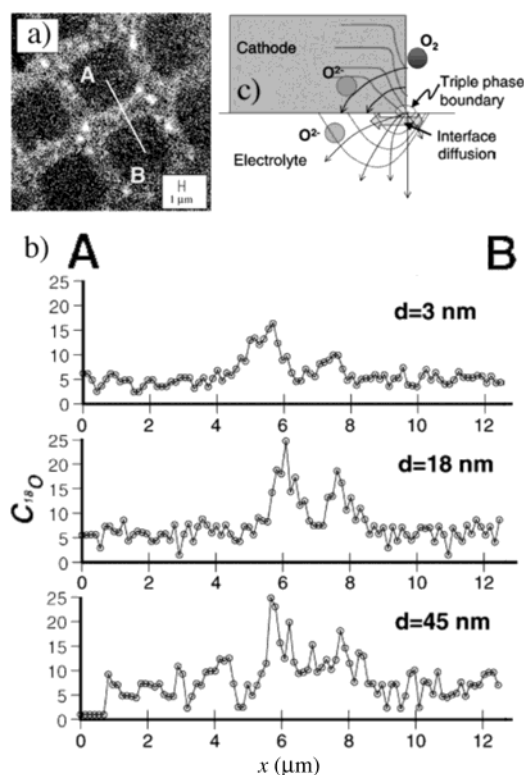 a)
A
B
H
1 μm
c)
Cathode
O2
O2-
Triple phase
boundary
O2-
Interface
diffusion
Electrolyte
b)
A
B
d=3 nm
25
20
15
10
5
0
0 2 4 6 8 10 12
d=18 nm
25
20
15
10
5
0
0 2 4 6 8 10 12
C18O
d=45 nm
25
20
15
10
5
0
0 2 4 6 8 10 12
x (μm)